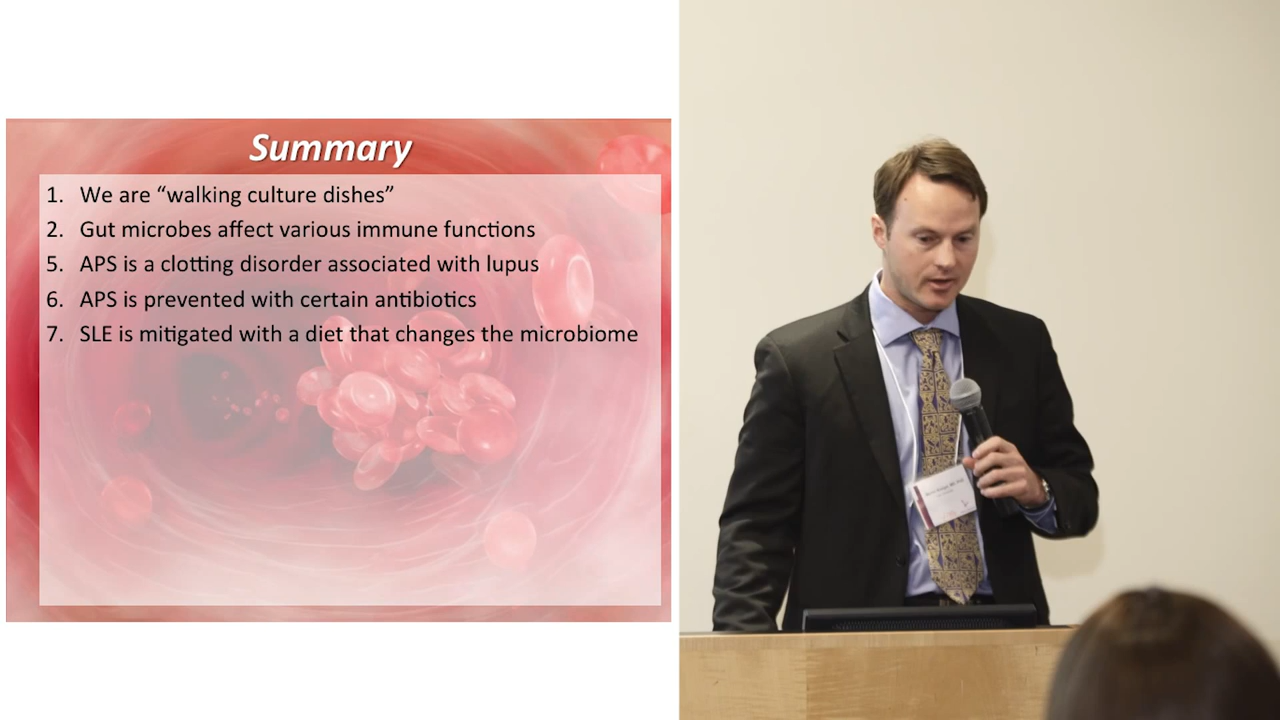 Summary
1. We are “walking culture dishes”
2. Gut microbes affect various immune functions
5. APS is a clotting disorder associated with lupus
6. APS is prevented with certain antibiotics
7. SLE is mitigated with a diet that changes the microbiome